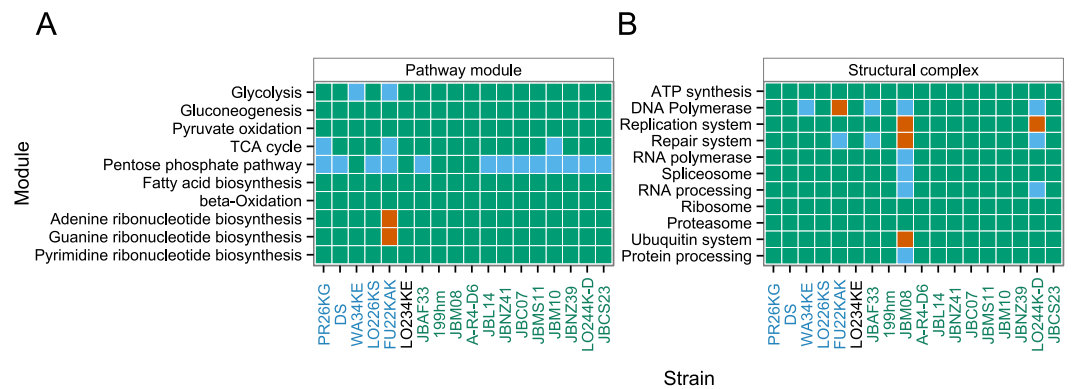 A
B
Pathway module
Structural complex
Module
Glycolysis
Gluconeogenesis
Pyruvate oxidation
TCA cycle
Pentose phosphate pathway
Fatty acid biosynthesis
beta-Oxidation
Adenine ribonucleotide biosynthesis
Guanine ribonucleotide biosynthesis
Pyrimidine ribonucleotide biosynthesis
PR26KG
DS
WA34KE
LO226KS
FU22KAK
LO234KE
JBAF33
199hm
JBM08
A-R4-D6
JBL14
JBNZ41
JBC07
JBMS11
JBM10
JBNZ39
LO244K-D
JBCS23
ATP synthesis
DNA Polymerase
Replication system
Repair system
RNA polymerase
Spliceosome
RNA processing
Ribosome
Proteasome
Ubuquitin system
Protein processing
PR26KG
DS
WA34KE
LO226KS
FU22KAK
LO234KE
JBAF33
199hm
JBM08
A-R4-D6
JBL14
JBNZ41
JBC07
JBMS11
JBM10
JBNZ39
LO244K-D
JBCS23
Strain